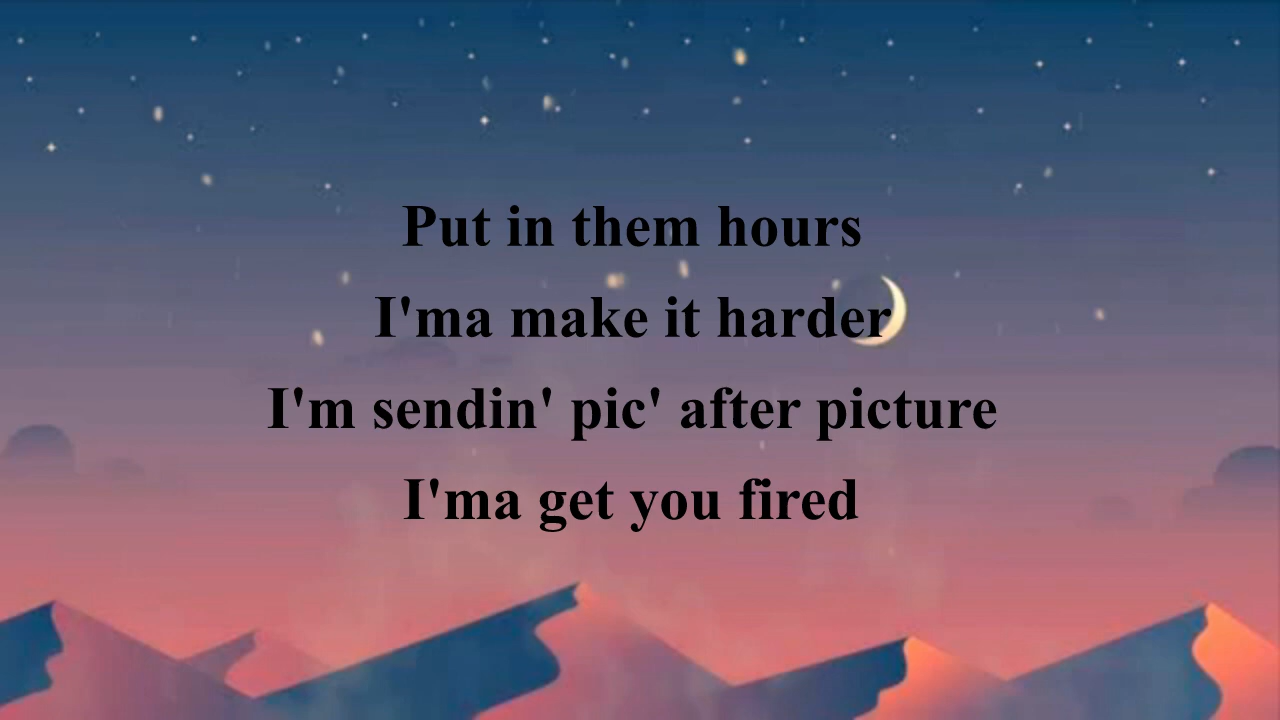 Put in them hours
I'ma make it harder
I'm sendin' pic' after picture
I'ma get you fired